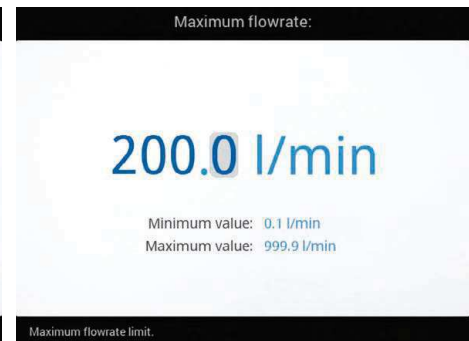 Maximum flowrate:
200.0 l/min
Minimum value: 0.1 l/min
Maximum value: 999.9 l/min
Maximum flowrate limit.